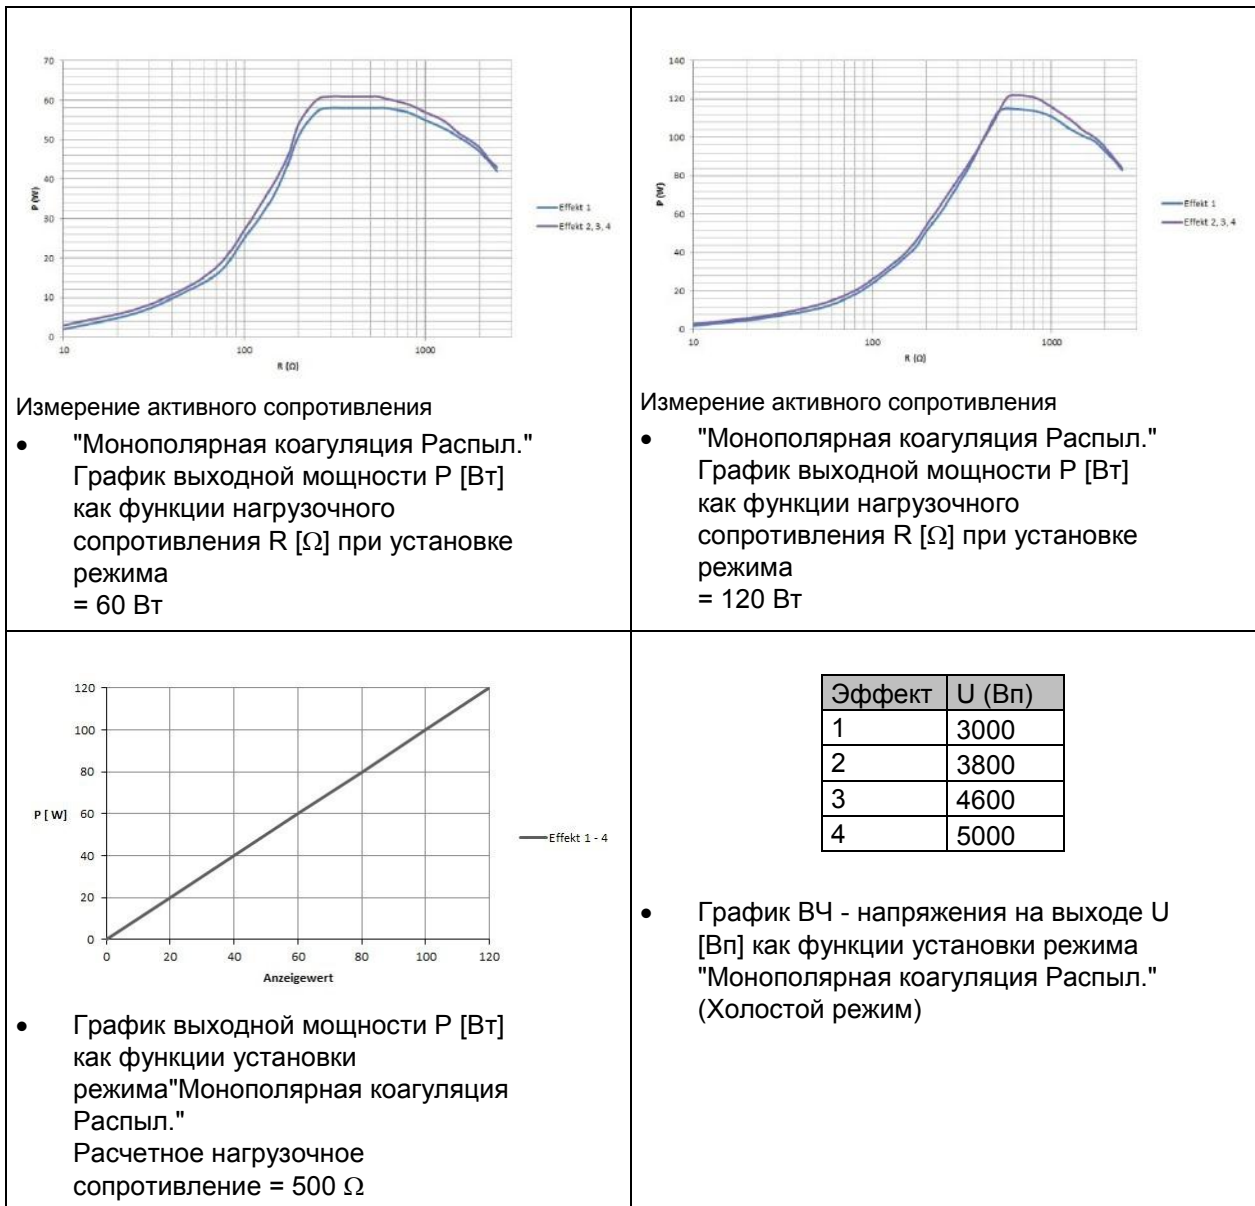 70
60
50
40
30
20
10
0
P (W)
10
100
1000
R (Ω)
Effekt 1
Effekt 2, 3, 4
Измерение активного сопротивления
• "Монополярная коагуляция Распыл."
График выходной мощности P [Вт]
как функции нагрузочного
сопротивления R [Ω] при установке
режима
= 60 Вт
140
120
100
80
60
40
20
0
P (W)
10
100
1000
R (Ω)
Effekt 1
Effekt 2, 3, 4
Измерение активного сопротивления
• "Монополярная коагуляция Распыл."
График выходной мощности P [Вт]
как функции нагрузочного
сопротивления R [Ω] при установке
режима
= 120 Вт
120
100
80
P [ W] 60
40
20
0
0 20 40 60 80 100 120
Anzeigewert
Effekt 1 - 4
• График выходной мощности P [Вт]
как функции установки
режима"Монополярная коагуляция
Распыл."
Расчетное нагрузочное
сопротивление = 500 Ω
Эффект U (Вп)
1 3000
2 3800
3 4600
4 5000
• График ВЧ - напряжения на выходе U
[Вп] как функции установки режима
"Монополярная коагуляция Распыл."
(Холостой режим)